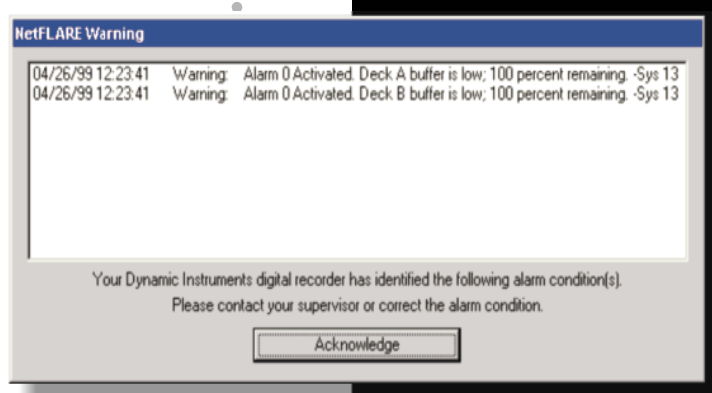 NetFLARE Warning
04/26/99 12:23:41 Warning: Alarm 0 Activated. Deck A buffer is low; 100 percent remaining. -Sys 13
04/26/99 12:23:41 Warning: Alarm 0 Activated. Deck B buffer is low; 100 percent remaining. -Sys 13
Your Dynamic Instruments digital recorder has identified the following alarm condition(s).
Please contact your supervisor or correct the alarm condition.
Acknowledge